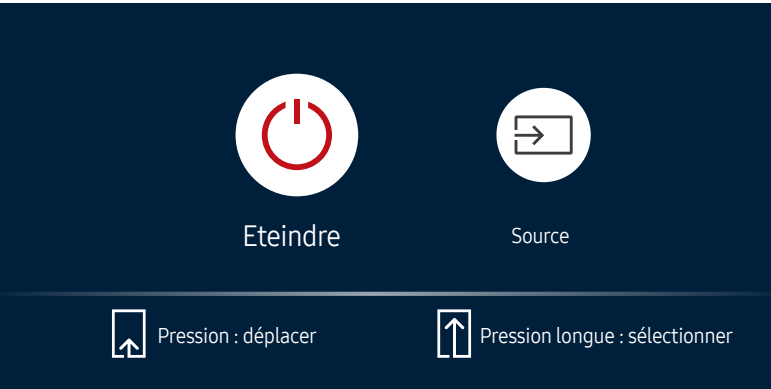 Eteindre
Source
Pression : déplacer
Pression longue : sélectionner